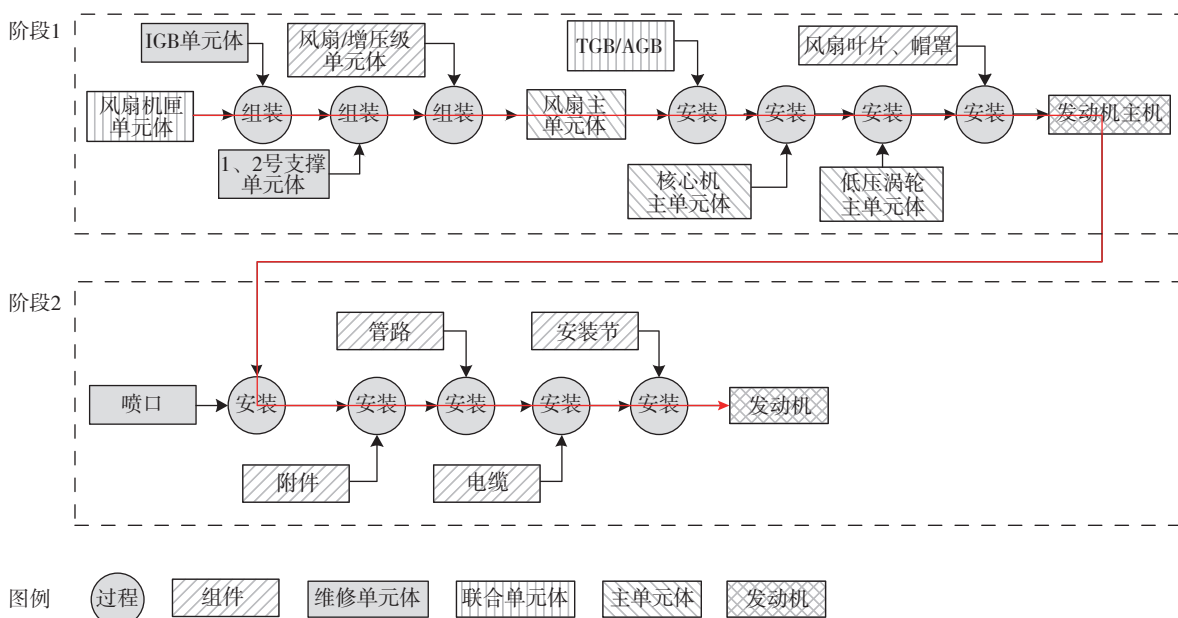 阶段1
IGB单元体
风扇/增压级
单元体
TGB/AGB
风扇叶片、帽罩
风扇机匣
单元体
组装
组装
组装
风扇主
单元体
安装
安装
安装
安装
发动机主机
1、2号支撑
单元体
核心机
主单元体
低压涡轮
主单元体
阶段2
管路
安装节
喷口
安装
安装
安装
安装
安装
发动机
附件
电缆
图例
过程
组件
维修单元体
联合单元体
主单元体
发动机